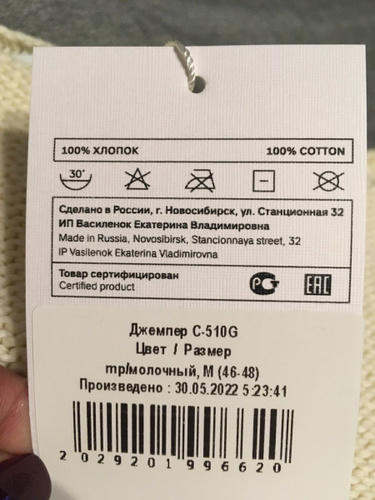 100% ХЛОПОК 100% COTTON
30°
Сделано в России, г. Новосибирск, ул. Станционная 32
ИП Василенок Екатерина Владимировна
Made in Russia, Novosibirsk, Stancionnaya street, 32
IP Vasilenok Ekaterina Vladimirovna
Товар сертифицирован
Certified product
РСТ EAC
Джемпер С-510G
Цвет / Размер
тр/молочный, М (46-48)
Произведено : 30.05.2022 5:23:41
2029201996620